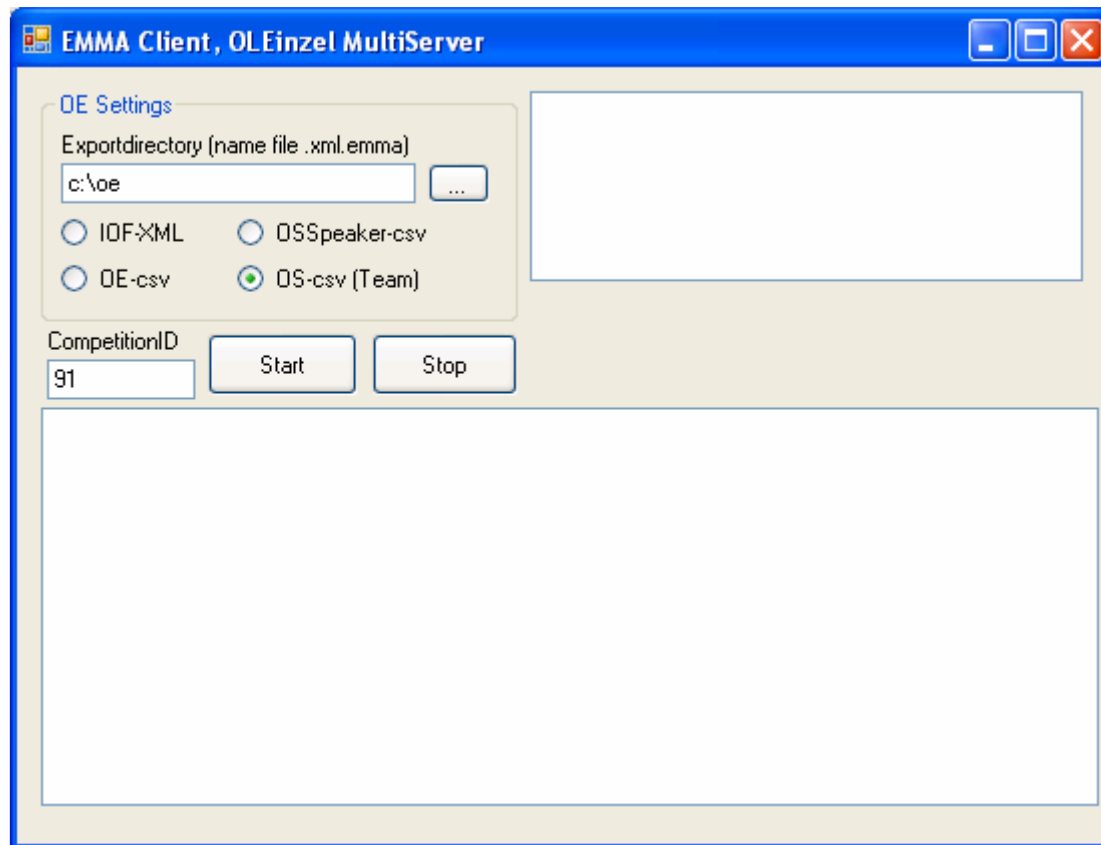 EMMA Client, OLEinzel MultiServer
OE Settings
Exportdirectory (name file .xml.emma)
c:\oe
...
IOF-XML
OSSpeaker-csv
OE-csv
OS-csv (Team)
CompetitionID
91
Start
Stop